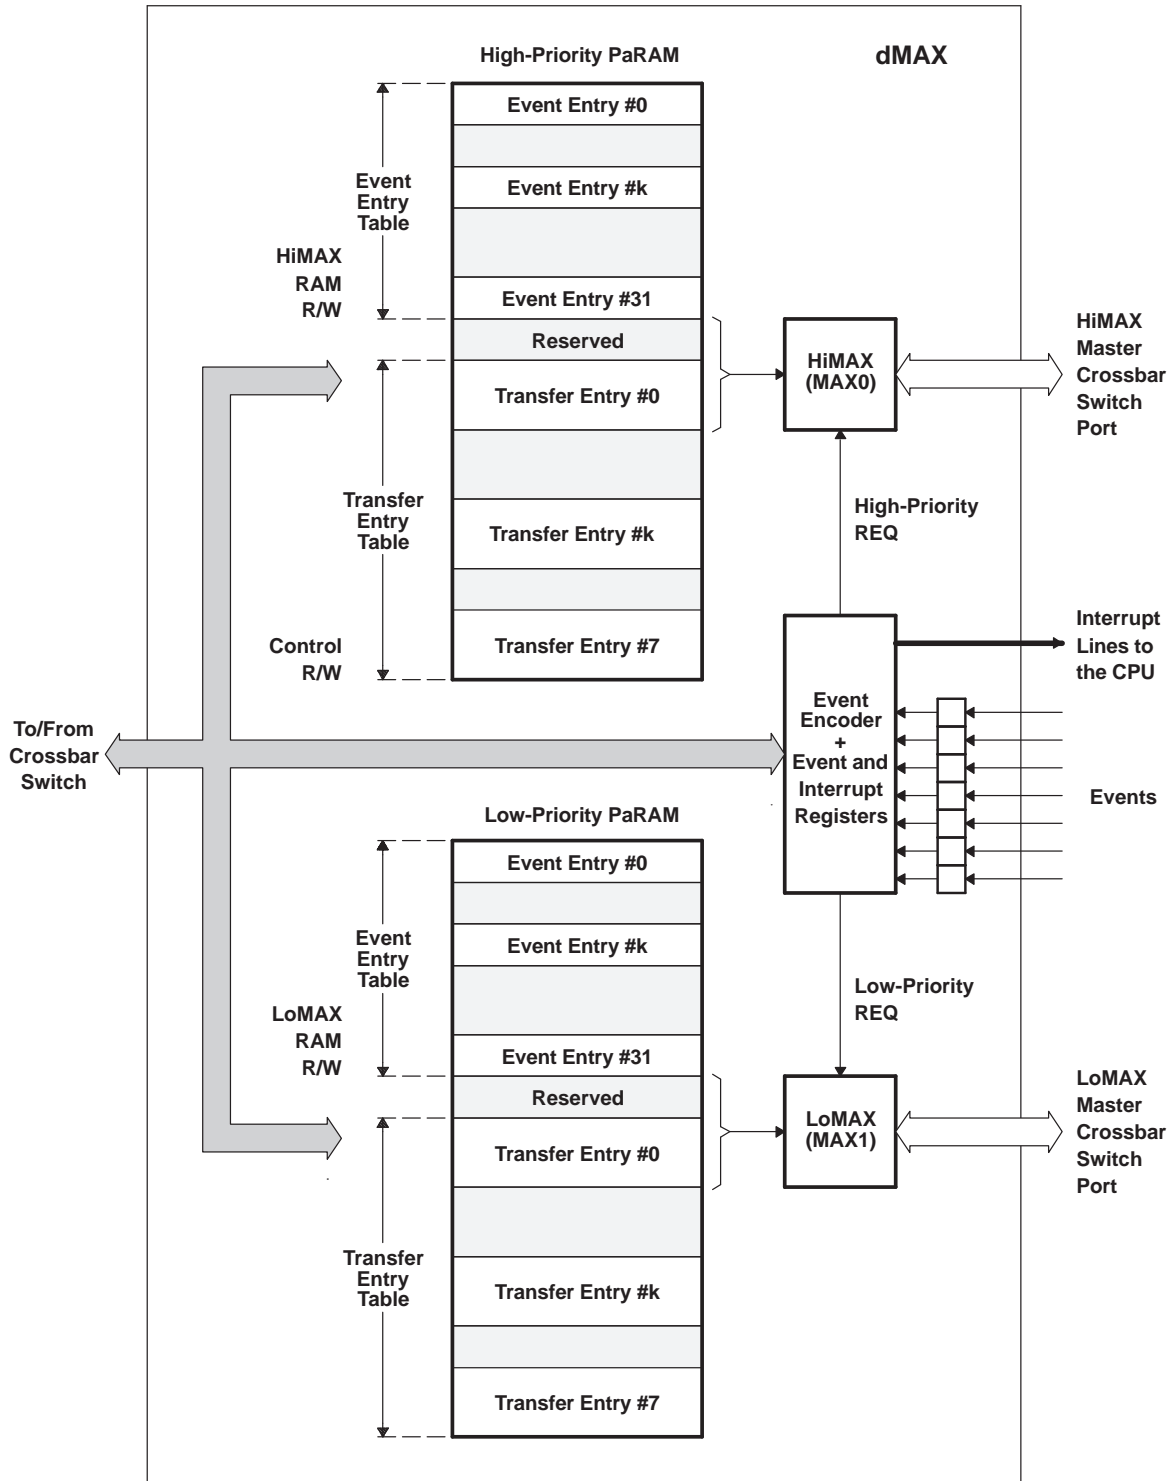 High-Priority PaRAM
dMAX
Event Entry #0
Event Entry #k
Event
Entry
Table
HiMAX
RAM
R/W
Event Entry #31
Reserved
Transfer Entry #0
HiMAX
(MAX0)
HiMAX
Master
Crossbar
Switch
Port
Transfer
Entry
Table
Transfer Entry #k
High-Priority
REQ
Control
R/W
Transfer Entry #7
Interrupt
Lines to
the CPU
To/From
Crossbar
Switch
Event
Encoder
+
Event and
Interrupt
Registers
Events
Low-Priority PaRAM
Event Entry #0
Event Entry #k
Event
Entry
Table
LoMAX
RAM
R/W
Event Entry #31
Reserved
Transfer Entry #0
Low-Priority
REQ
LoMAX
(MAX1)
LoMAX
Master
Crossbar
Switch
Port
Transfer
Entry
Table
Transfer Entry #k
Transfer Entry #7